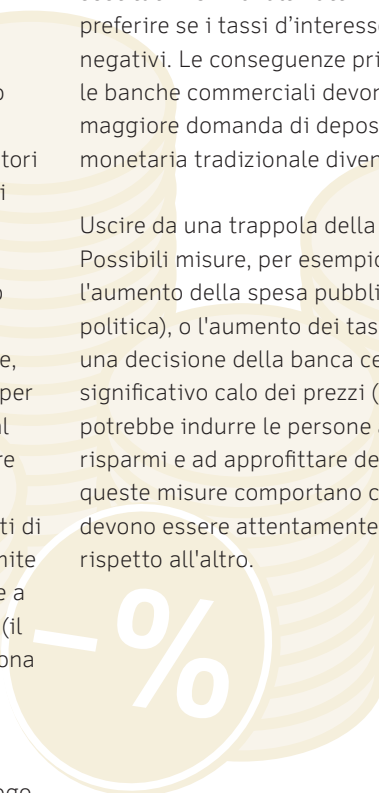 tori
i
e,
per
l
re
ti di
mite
e a
(il
ona
preferire se i tassi d'interesse
negativi. Le conseguenze pri
le banche commerciali devon
maggiore domanda di depos
monetaria tradizionale diven
Uscire da una trappola della
Possibili misure, per esempio
l'aumento della spesa pubbli
politica), o l'aumento dei tas
una decisione della banca ce
significativo calo dei prezzi (
potrebbe indurre le persone a
risparmi e ad approfittare de
queste misure comportano c
devono essere attentamente
rispetto all'altro.
–%